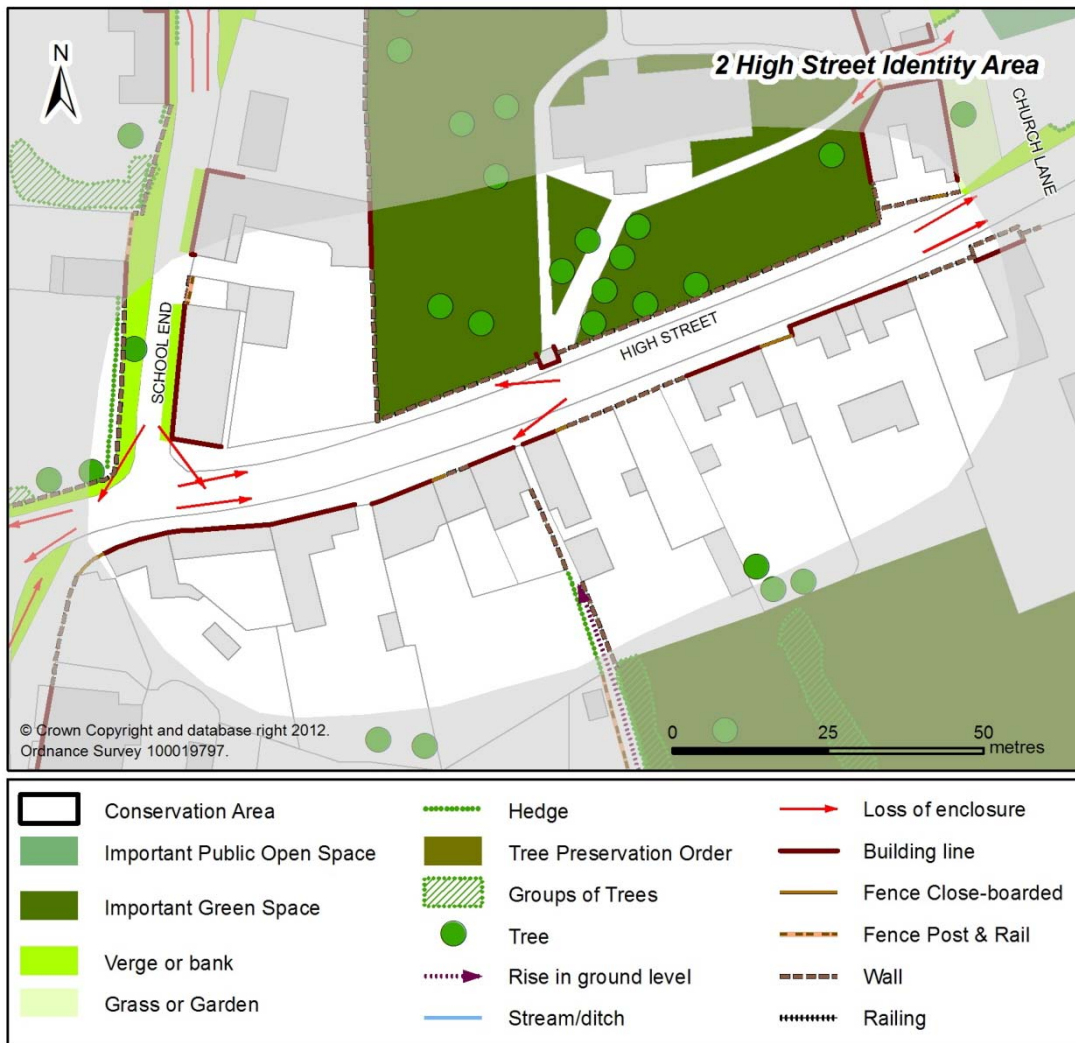 N
2 High Street Identity Area
CHURCH LANE
SCHOOL END
HIGH STREET
© Crown Copyright and database right 2012.
Ordnance Survey 100019797.
0 25 50
metres
Conservation Area
Important Public Open Space
Important Green Space
Verge or bank
Grass or Garden
Hedge
Tree Preservation Order
Groups of Trees
Tree
Rise in ground level
Stream/ditch
Loss of enclosure
Building line
Fence Close-boarded
Fence Post & Rail
Wall
Railing